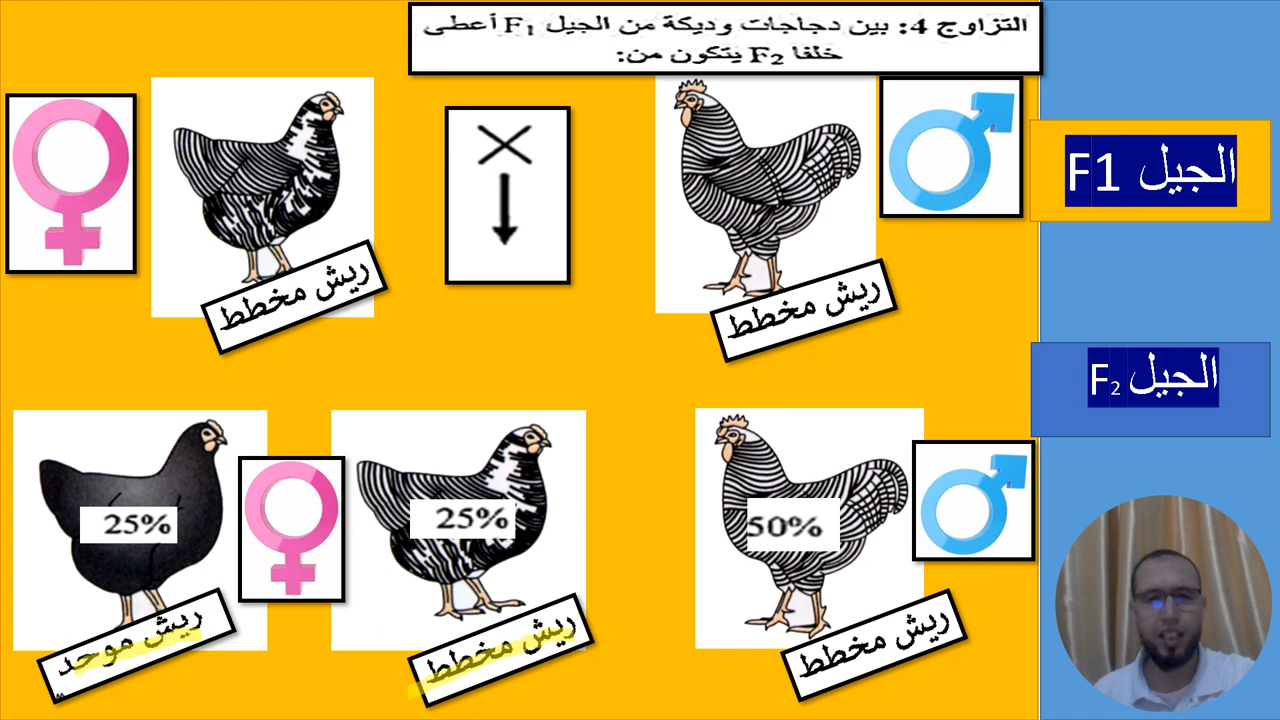 التزاوج 4: بين دجاجات وديكة من الجيل F₁ أعطى
خلفا F₂ يتكون من:
الجيل F1
ريش مخطط
ريش مخطط
الجيل F₂
50%
25%
25%
ريش مخطط
ريش مخطط
ريش موحد